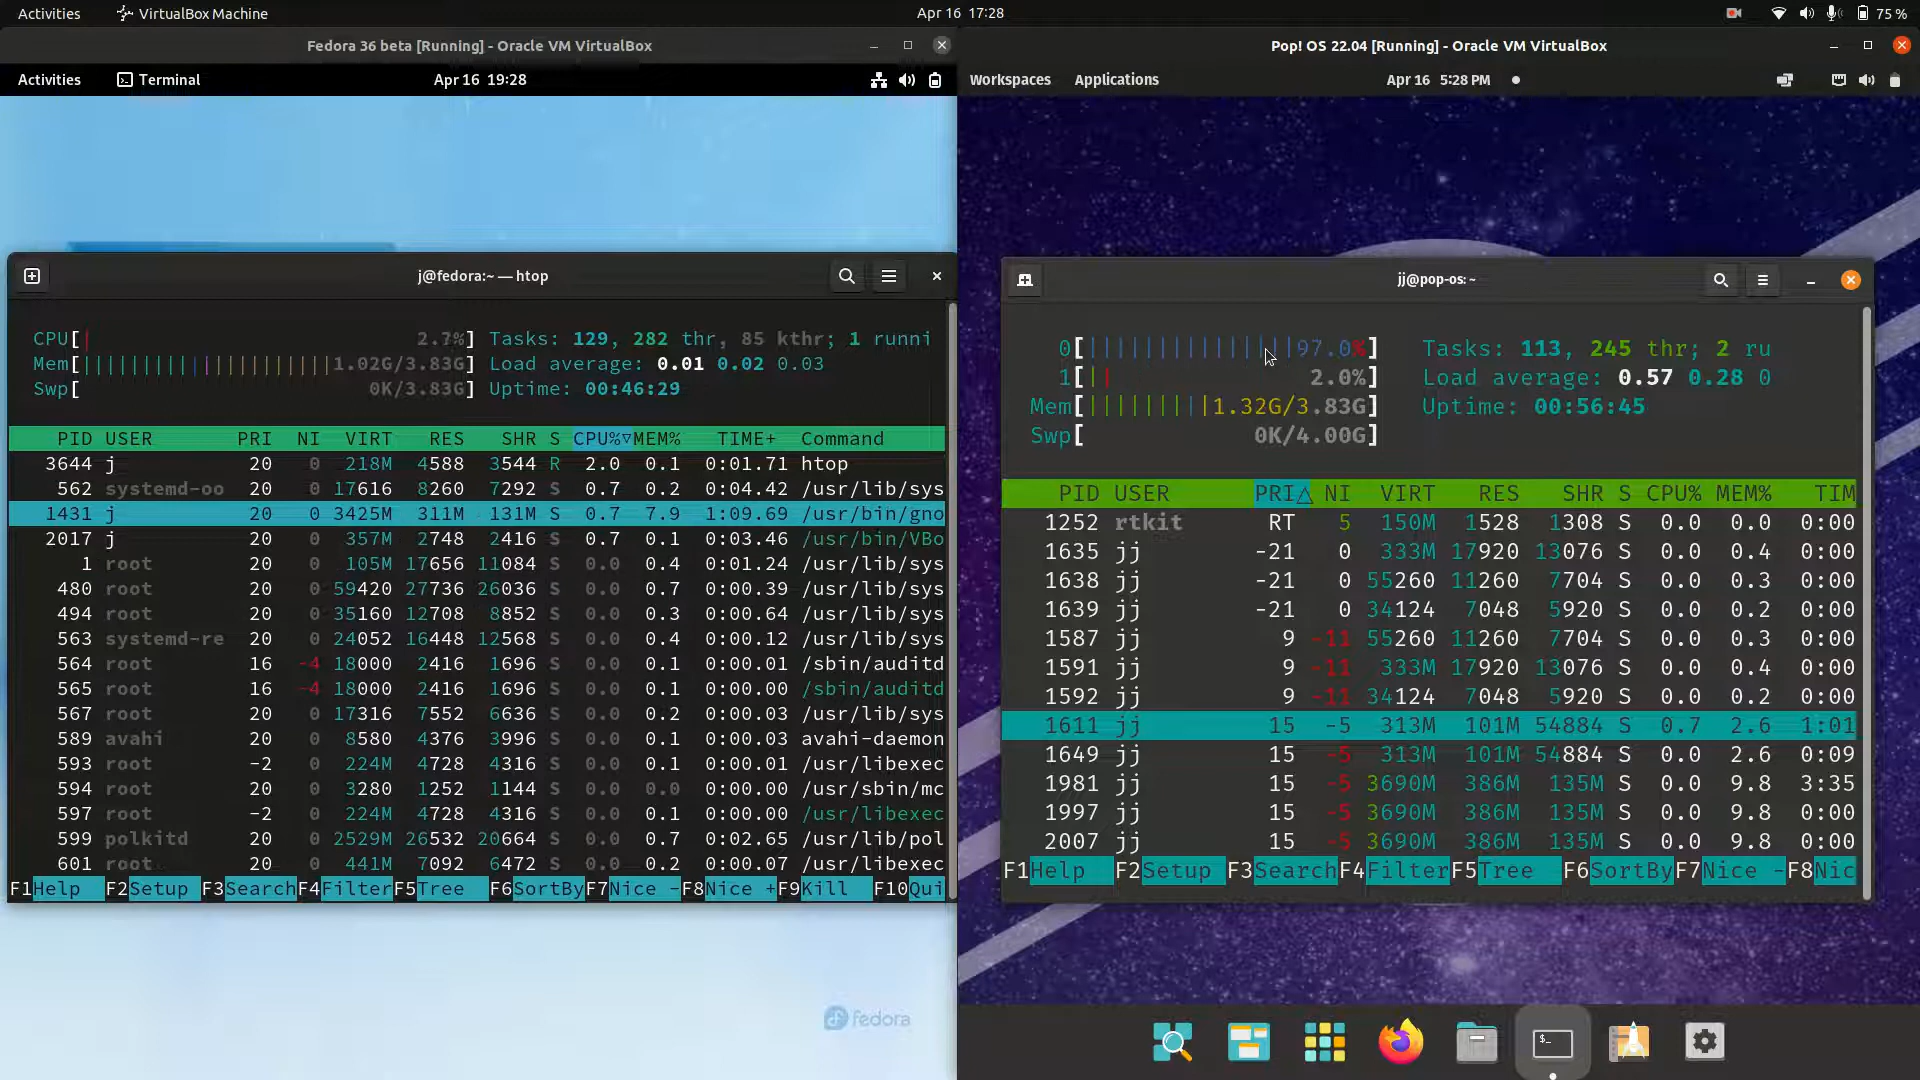 Activities VirtualBox Machine Apr 16 17:28 75 %
Fedora 36 beta [Running] - Oracle VM VirtualBox
Activities Terminal Apr 16 19:28
j@fedora:~ — htop
CPU[| 2.7%] Tasks: 129, 282 thr, 85 kthr; 1 runni
Mem[||||||||||||||||||||||1.02G/3.83G] Load average: 0.01 0.02 0.03
Swp[ 0K/3.83G] Uptime: 00:46:29
PID USER PRI NI VIRT RES SHR S CPU%▽MEM% TIME+ Command
3644 j 20 0 218M 4588 3544 R 2.0 0.1 0:01.71 htop
562 systemd-oo 20 0 17616 8260 7292 S 0.7 0.2 0:04.42 /usr/lib/sys
1431 j 20 0 3425M 311M 131M S 0.7 7.9 1:09.69 /usr/bin/gno
2017 j 20 0 357M 2748 2416 S 0.7 0.1 0:03.46 /usr/bin/VBo
1 root 20 0 105M 17656 11084 S 0.0 0.4 0:01.24 /usr/lib/sys
480 root 20 0 59420 27736 26036 S 0.0 0.7 0:00.39 /usr/lib/sys
494 root 20 0 35160 12708 8852 S 0.0 0.3 0:00.64 /usr/lib/sys
563 systemd-re 20 0 24052 16448 12568 S 0.0 0.4 0:00.12 /usr/lib/sys
564 root 16 -4 18000 2416 1696 S 0.0 0.1 0:00.01 /sbin/auditd
565 root 16 -4 18000 2416 1696 S 0.0 0.1 0:00.00 /sbin/auditd
567 root 20 0 17316 7552 6636 S 0.0 0.2 0:00.03 /usr/lib/sys
589 avahi 20 0 8580 4376 3996 S 0.0 0.1 0:00.03 avahi-daemon
593 root -2 0 224M 4728 4316 S 0.0 0.1 0:00.01 /usr/libexec
594 root 20 0 3280 1252 1144 S 0.0 0.0 0:00.00 /usr/sbin/mc
597 root -2 0 224M 4728 4316 S 0.0 0.1 0:00.00 /usr/libexec
599 polkitd 20 0 2529M 26532 20664 S 0.0 0.7 0:02.65 /usr/lib/pol
601 root 20 0 441M 7092 6472 S 0.0 0.2 0:00.07 /usr/libexec
F1Help F2Setup F3SearchF4FilterF5Tree F6SortByF7Nice -F8Nice +F9Kill F10Qui
fedora
Pop! OS 22.04 [Running] - Oracle VM VirtualBox
Workspaces Applications Apr 16 5:28 PM
jj@pop-os: ~
0[|||||||||||||||97.0%] Tasks: 113, 245 thr; 2 ru
1[|| 2.0%] Load average: 0.57 0.28 0
Mem[|||||||||1.32G/3.83G] Uptime: 00:56:45
Swp[ 0K/4.00G]
PID USER PRI△ NI VIRT RES SHR S CPU% MEM% TIM
1252 rtkit RT 5 150M 1528 1308 S 0.0 0.0 0:00
1635 jj -21 0 333M 17920 13076 S 0.0 0.4 0:00
1638 jj -21 0 55260 11260 7704 S 0.0 0.3 0:00
1639 jj -21 0 34124 7048 5920 S 0.0 0.2 0:00
1587 jj 9 -11 55260 11260 7704 S 0.0 0.3 0:00
1591 jj 9 -11 333M 17920 13076 S 0.0 0.4 0:00
1592 jj 9 -11 34124 7048 5920 S 0.0 0.2 0:00
1611 jj 15 -5 313M 101M 54884 S 0.7 2.6 1:01
1649 jj 15 -5 313M 101M 54884 S 0.0 2.6 0:09
1981 jj 15 -5 3690M 386M 135M S 0.0 9.8 3:35
1997 jj 15 -5 3690M 386M 135M S 0.0 9.8 0:00
2007 jj 15 -5 3690M 386M 135M S 0.0 9.8 0:00
F1Help F2Setup F3SearchF4FilterF5Tree F6SortByF7Nice -F8Nic